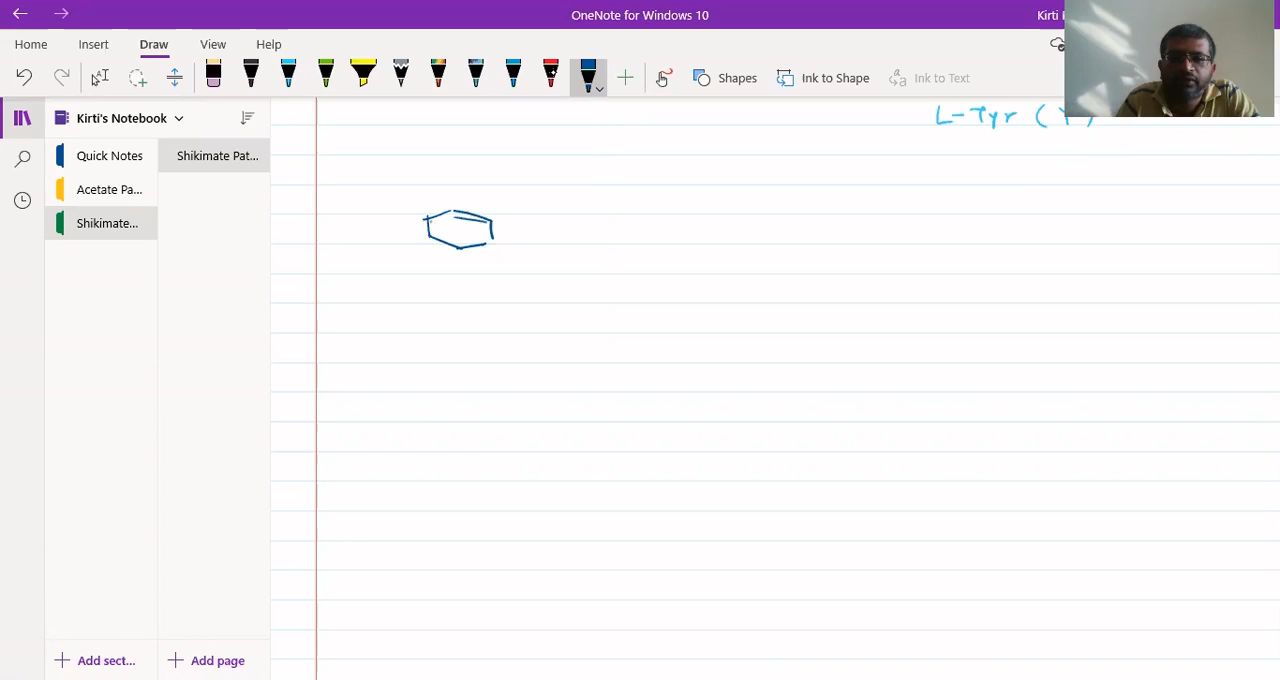 OneNote for Windows 10
Kirti
Home Insert Draw View Help
Shapes Ink to Shape Ink to Text
Kirti's Notebook
L-Tyr (Y)
Quick Notes Shikimate Pat...
Acetate Pa...
Shikimate...
Add sect... Add page